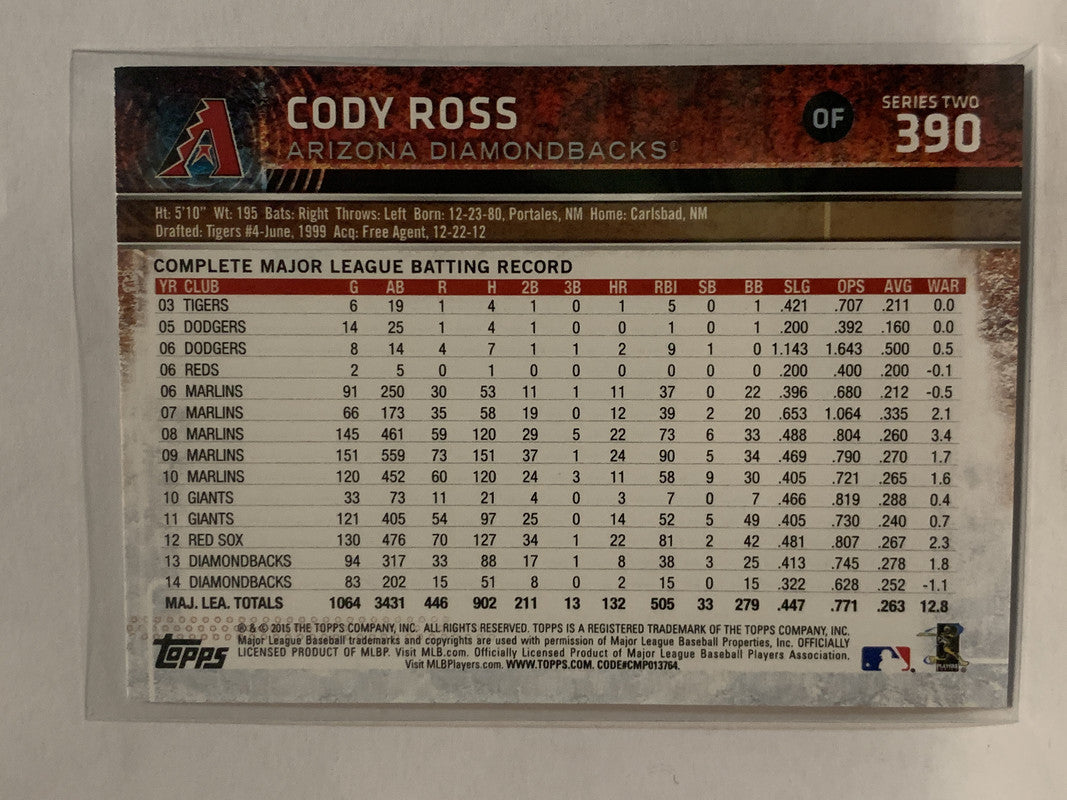 CODY ROSS
ARIZONA DIAMONDBACKS®
OF
SERIES TWO
390
Ht: 5'10" Wt: 195 Bats: Right Throws: Left Born: 12-23-80, Portales, NM Home: Carlsbad, NM
Drafted: Tigers #4-June, 1999 Acq: Free Agent, 12-22-12
COMPLETE MAJOR LEAGUE BATTING RECORD
YR CLUB G AB R H 2B 3B HR RBI SB BB SLG OPS AVG WAR
03 TIGERS 6 19 1 4 1 0 1 5 0 1 .421 .707 .211 0.0
05 DODGERS 14 25 1 4 1 0 0 1 0 1 .200 .392 .160 0.0
06 DODGERS 8 14 4 7 1 1 2 9 1 0 1.143 1.643 .500 0.5
06 REDS 2 5 0 1 0 0 0 0 0 0 .200 .400 .200 -0.1
06 MARLINS 91 250 30 53 11 1 11 37 0 22 .396 .680 .212 -0.5
07 MARLINS 66 173 35 58 19 0 12 39 2 20 .653 1.064 .335 2.1
08 MARLINS 145 461 59 120 29 5 22 73 6 33 .488 .804 .260 3.4
09 MARLINS 151 559 73 151 37 1 24 90 5 34 .469 .790 .270 1.7
10 MARLINS 120 452 60 120 24 3 11 58 9 30 .405 .721 .265 1.6
10 GIANTS 33 73 11 21 4 0 3 7 0 7 .466 .819 .288 0.4
11 GIANTS 121 405 54 97 25 0 14 52 5 49 .405 .730 .240 0.7
12 RED SOX 130 476 70 127 34 1 22 81 2 42 .481 .807 .267 2.3
13 DIAMONDBACKS 94 317 33 88 17 1 8 38 3 25 .413 .745 .278 1.8
14 DIAMONDBACKS 83 202 15 51 8 0 2 15 0 15 .322 .628 .252 -1.1
MAJ. LEA. TOTALS 1064 3431 446 902 211 13 132 505 33 279 .447 .771 .263 12.8
® & © 2015 THE TOPPS COMPANY, INC. ALL RIGHTS RESERVED. TOPPS IS A REGISTERED TRADEMARK OF THE TOPPS COMPANY, INC.
Major League Baseball trademarks and copyrights are used with permission of Major League Baseball Properties, Inc. OFFICIALLY
LICENSED PRODUCT OF MLBP. Visit MLB.com. Officially Licensed Product of Major League Baseball Players Association.
Visit MLBPlayers.com. WWW.TOPPS.COM. CODE#CMP013764.
Topps
PLAYERS